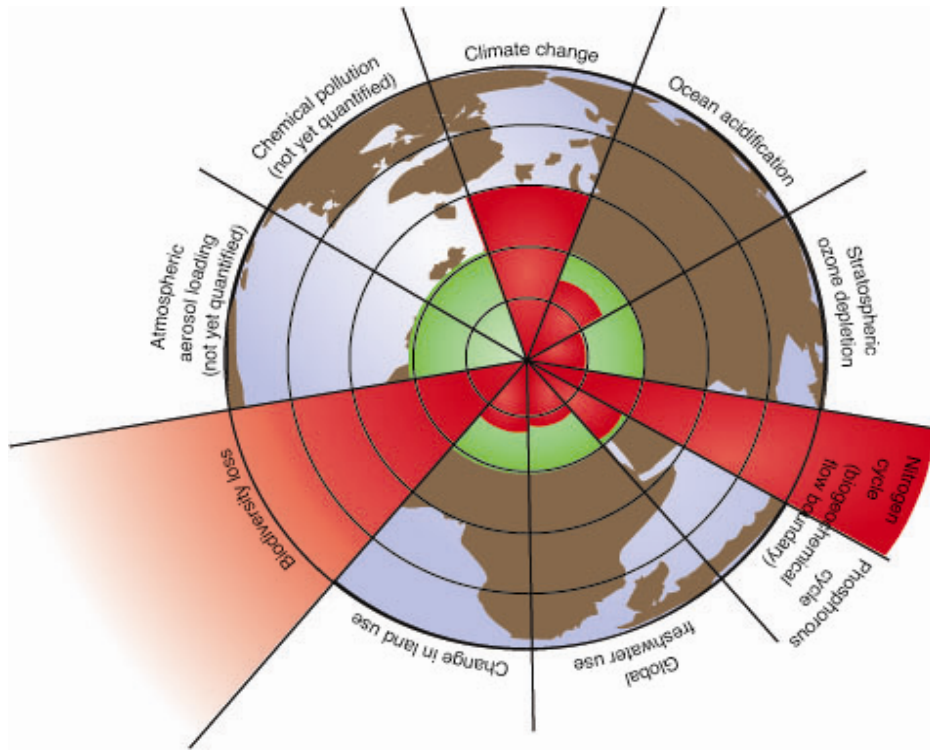 Climate change
Ocean acidification
Stratospheric
ozone depletion
Nitrogen
cycle
(biogeochemical
flow boundary)
Phosphorous
cycle
Global
freshwater use
Change in land use
Biodiversity loss
Atmospheric
aerosol loading
(not yet quantified)
Chemical pollution
(not yet quantified)